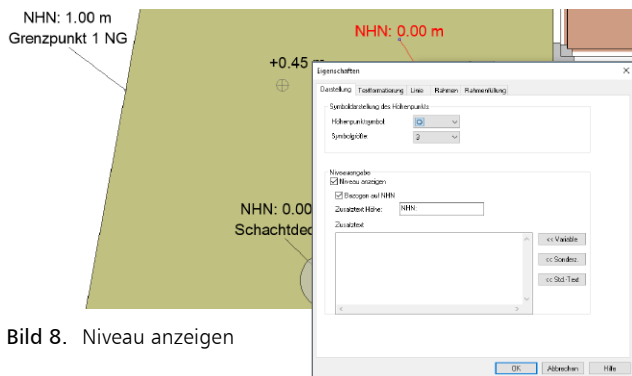 NHN: 1.00 m
Grenzpunkt 1 NG
NHN: 0.00 m
+0.45 m
NHN: 0.00
Schachtdec
Eigenschaften
Darstellung Textformatierung Linie Rahmen Rahmenfüllung
Symboldarstellung des Höhenpunkts
Höhenpunktsymbol:
Symbolgröße: 3
Niveauangabe
Niveau anzeigen
Bezogen auf NHN
Zusatztext Höhe: NHN:
Zusatztext
<< Variable
<< Sonderz.
<< Std.-Text
OK Abbrechen Hilfe
Bild 8. Niveau anzeigen